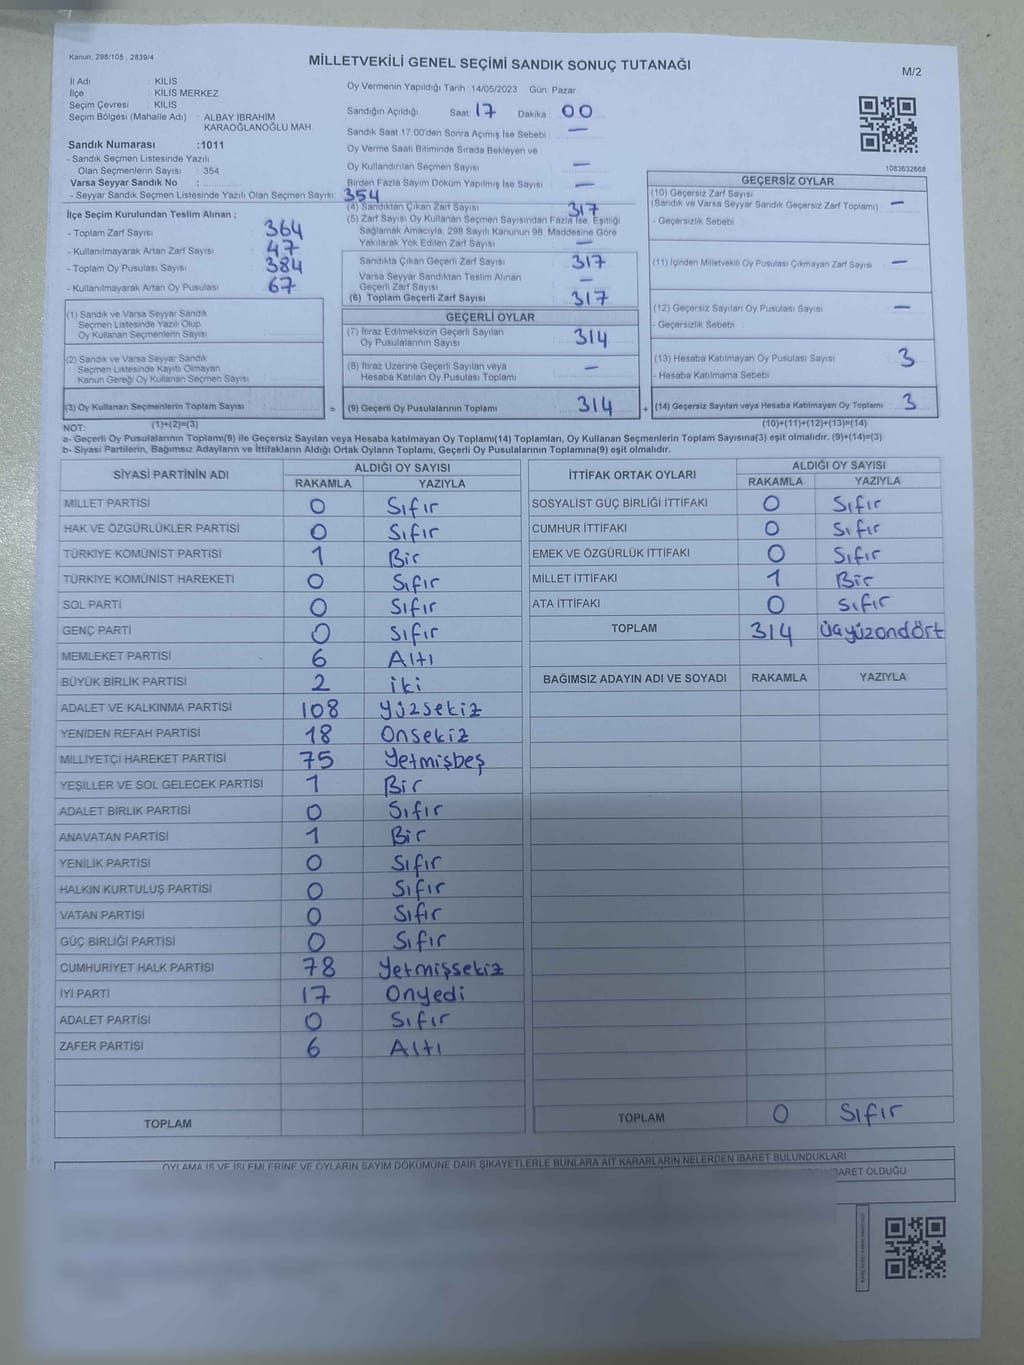 Kanun: 298/105 , 2839/4
MİLLETVEKİLİ GENEL SEÇİMİ SANDIK SONUÇ TUTANAĞI
M/2
İl Adı : KİLİS
İlçe : KİLİS MERKEZ
Seçim Çevresi : KİLİS
Seçim Bölgesi (Mahalle Adı) : ALBAY İBRAHİM
KARAOĞLANOĞLU MAH.
Sandık Numarası :1011
- Sandık Seçmen Listesinde Yazılı
Olan Seçmenlerin Sayısı : 354
Varsa Seyyar Sandık No :
- Seyyar Sandık Seçmen Listesinde Yazılı Olan Seçmen Sayısı: 354
Oy Vermenin Yapıldığı Tarih :14/05/2023 Gün: Pazar
Sandığın Açıldığı Saat: 17 Dakika: 00
Sandık Saat 17:00'den Sonra Açımış İse Sebebi : —
Oy Verme Saati Bitiminde Sırada Bekleyen ve
Oy Kullandırılan Seçmen Sayısı : —
Birden Fazla Sayım Döküm Yapılmış İse Sayısı : —
1083632668
İlçe Seçim Kurulundan Teslim Alınan ;
- Toplam Zarf Sayısı : 364
- Kullanılmayarak Artan Zarf Sayısı : 47
- Toplam Oy Pusulası Sayısı : 384
- Kullanılmayarak Artan Oy Pusulası : 67
(1) Sandık ve Varsa Seyyar Sandık
Seçmen Listesinde Yazılı Olup
Oy Kullanan Seçmenlerin Sayısı
(2) Sandık ve Varsa Seyyar Sandık
Seçmen Listesinde Kayıtlı Olmayan
Kanun Gereği Oy Kullanan Seçmen Sayısı
(3) Oy Kullanan Seçmenlerin Toplam Sayısı
(1)+(2)=(3)
(4) Sandıktan Çıkan Zarf Sayısı 317
(5) Zarf Sayısı Oy Kullanan Seçmen Sayısından Fazla İse, Eşitliği
Sağlamak Amacıyla, 298 Sayılı Kanunun 98. Maddesine Göre
Yakılarak Yok Edilen Zarf Sayısı —
Sandıkta Çıkan Geçerli Zarf Sayısı 317
Varsa Seyyar Sandıktan Teslim Alınan
Geçerli Zarf Sayısı —
(6) Toplam Geçerli Zarf Sayısı 317
GEÇERLİ OYLAR
(7) İtiraz Edilmeksizin Geçerli Sayılan
Oy Pusulalarının Sayısı 314
(8) İtiraz Üzerine Geçerli Sayılan veya
Hesaba Katılan Oy Pusulası Toplamı —
= (9) Geçerli Oy Pusulalarının Toplamı 314 +
GEÇERSİZ OYLAR
(10) Geçersiz Zarf Sayısı
(Sandık ve Varsa Seyyar Sandık Geçersiz Zarf Toplamı) —
- Geçersizlik Sebebi
(11) İçinden Milletvekili Oy Pusulası Çıkmayan Zarf Sayısı —
(12) Geçersiz Sayılan Oy Pusulası Sayısı —
- Geçersizlik Sebebi
(13) Hesaba Katılmayan Oy Pusulası Sayısı 3
- Hesaba Katılmama Sebebi
(14) Geçersiz Sayılan veya Hesaba Katılmayan Oy Toplamı 3
(10)+(11)+(12)+(13)=(14)
NOT:
a- Geçerli Oy Pusulalarının Toplamı(9) ile Geçersiz Sayılan veya Hesaba katılmayan Oy Toplamı(14) Toplamları, Oy Kullanan Seçmenlerin Toplam Sayısına(3) eşit olmalıdır. (9)+(14)=(3)
b- Siyasi Partilerin, Bağımsız Adayların ve İttifakların Aldığı Ortak Oyların Toplamı, Geçerli Oy Pusulalarının Toplamına(9) eşit olmalıdır.
SİYASİ PARTİNİN ADI ALDIĞI OY SAYISI
RAKAMLA YAZIYLA
MİLLET PARTİSİ 0 Sıfır
HAK VE ÖZGÜRLÜKLER PARTİSİ 0 Sıfır
TÜRKİYE KOMÜNİST PARTİSİ 1 Bir
TÜRKİYE KOMÜNİST HAREKETİ 0 Sıfır
SOL PARTİ 0 Sıfır
GENÇ PARTİ 0 Sıfır
MEMLEKET PARTİSİ 6 Altı
BÜYÜK BİRLİK PARTİSİ 2 iki
ADALET VE KALKINMA PARTİSİ 108 Yüzsekiz
YENİDEN REFAH PARTİSİ 18 Onsekiz
MİLLİYETÇİ HAREKET PARTİSİ 75 Yetmişbeş
YEŞİLLER VE SOL GELECEK PARTİSİ 1 Bir
ADALET BİRLİK PARTİSİ 0 Sıfır
ANAVATAN PARTİSİ 1 Bir
YENİLİK PARTİSİ 0 Sıfır
HALKIN KURTULUŞ PARTİSİ 0 Sıfır
VATAN PARTİSİ 0 Sıfır
GÜÇ BİRLİĞİ PARTİSİ 0 Sıfır
CUMHURİYET HALK PARTİSİ 78 Yetmişsekiz
İYİ PARTİ 17 Onyedi
ADALET PARTİSİ 0 Sıfır
ZAFER PARTİSİ 6 Altı
TOPLAM
İTTİFAK ORTAK OYLARI ALDIĞI OY SAYISI
RAKAMLA YAZIYLA
SOSYALİST GÜÇ BİRLİĞİ İTTİFAKI 0 Sıfır
CUMHUR İTTİFAKI 0 Sıfır
EMEK VE ÖZGÜRLÜK İTTİFAKI 0 Sıfır
MİLLET İTTİFAKI 1 Bir
ATA İTTİFAKI 0 Sıfır
TOPLAM 314 üçyüzondört
BAĞIMSIZ ADAYIN ADI VE SOYADI RAKAMLA YAZIYLA
TOPLAM 0 Sıfır
OYLAMA İŞ VE İŞLEMLERİNE VE OYLARIN SAYIM DÖKÜMÜNE DAİR ŞİKAYETLERLE BUNLARA AİT KARARLARIN NELERDEN İBARET BULUNDUKLARI
İBARET OLDUĞU